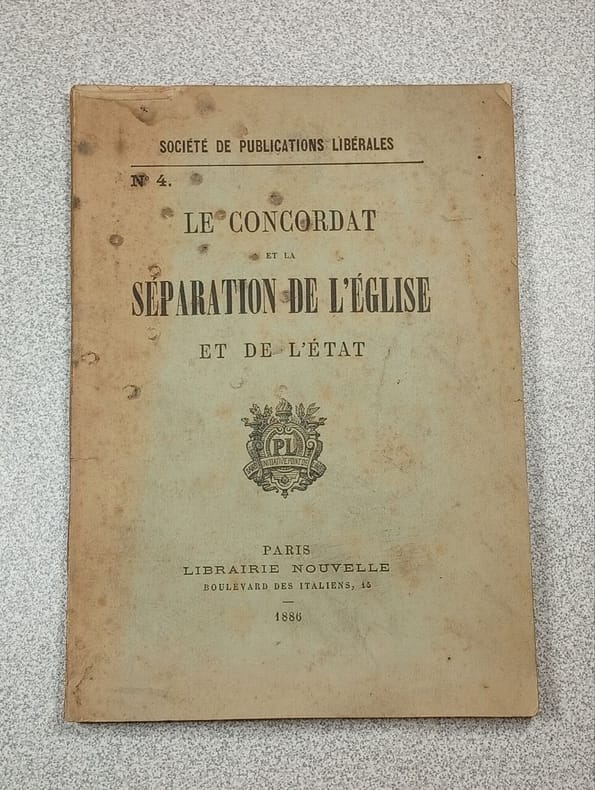 SOCIÉTÉ DE PUBLICATIONS LIBÉRALES
Nº 4.
LE CONCORDAT
ET LA
SÉPARATION DE L'ÉGLISE
ET DE L'ÉTAT
PL
PARIS
LIBRAIRIE NOUVELLE
BOULEVARD DES ITALIENS, 15
1886